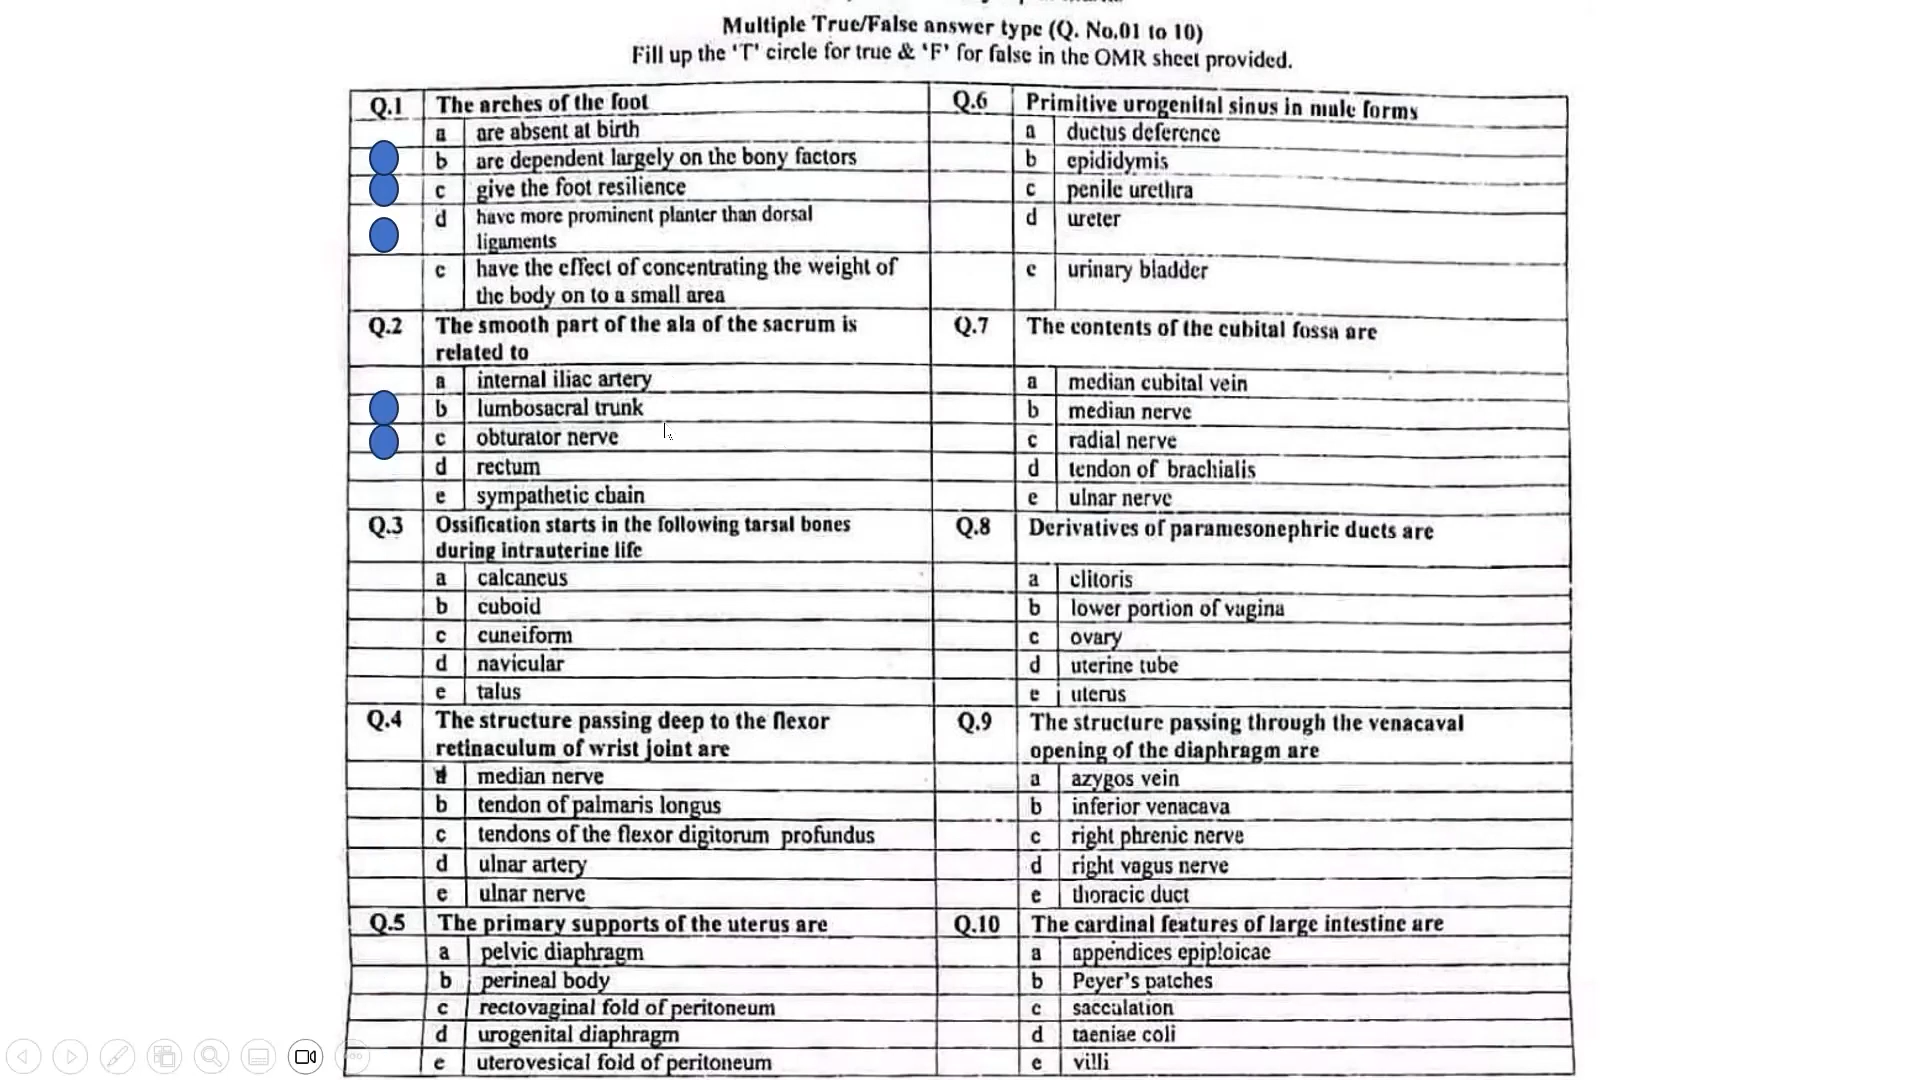 Multiple True/False answer type (Q. No.01 to 10)
Fill up the 'T' circle for true & 'F' for false in the OMR sheet provided.
Q.1 The arches of the foot
a are absent at birth
b are dependent largely on the bony factors
c give the foot resilience
d have more prominent planter than dorsal
ligaments
e have the effect of concentrating the weight of
the body on to a small area
Q.2 The smooth part of the ala of the sacrum is
related to
a internal iliac artery
b lumbosacral trunk
c obturator nerve
d rectum
e sympathetic chain
Q.3 Ossification starts in the following tarsal bones
during intrauterine life
a calcaneus
b cuboid
c cuneiform
d navicular
e talus
Q.4 The structure passing deep to the flexor
retinaculum of wrist joint are
median nerve
b tendon of palmaris longus
c tendons of the flexor digitorum profundus
d ulnar artery
e ulnar nerve
Q.5 The primary supports of the uterus are
a pelvic diaphragm
b perineal body
c rectovaginal fold of peritoneum
d urogenital diaphragm
e uterovesical fold of peritoneum
Q.6 Primitive urogenital sinus in male forms
a ductus deference
b epididymis
c penile urethra
d ureter
e urinary bladder
Q.7 The contents of the cubital fossa are
a median cubital vein
b median nerve
c radial nerve
d tendon of brachialis
e ulnar nerve
Q.8 Derivatives of paramesonephric ducts are
a clitoris
b lower portion of vagina
c ovary
d uterine tube
e uterus
Q.9 The structure passing through the venacaval
opening of the diaphragm are
a azygos vein
b inferior venacava
c right phrenic nerve
d right vagus nerve
e thoracic duct
Q.10 The cardinal features of large intestine are
a appendices epiploicae
b Peyer's patches
c sacculation
d taeniae coli
e villi